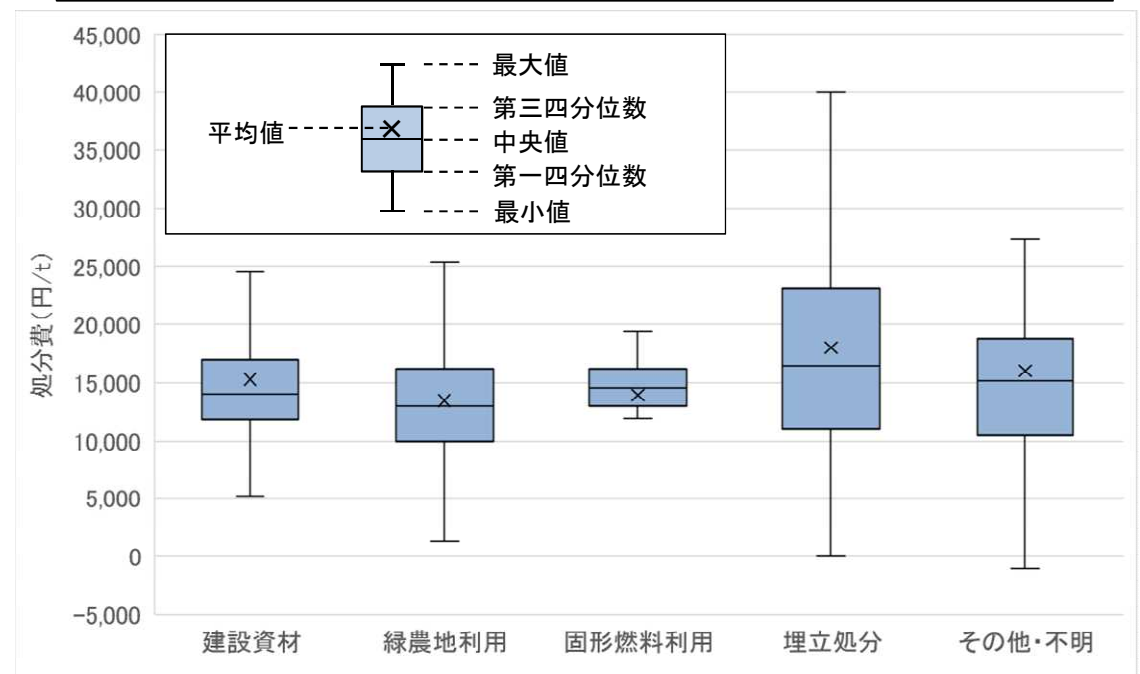 45,000
40,000
35,000
30,000
25,000
20,000
15,000
10,000
5,000
0
−5,000
処分費(円/t)
最大値
第三四分位数
平均値
中央値
第一四分位数
最小値
建設資材
緑農地利用
固形燃料利用
埋立処分
その他・不明